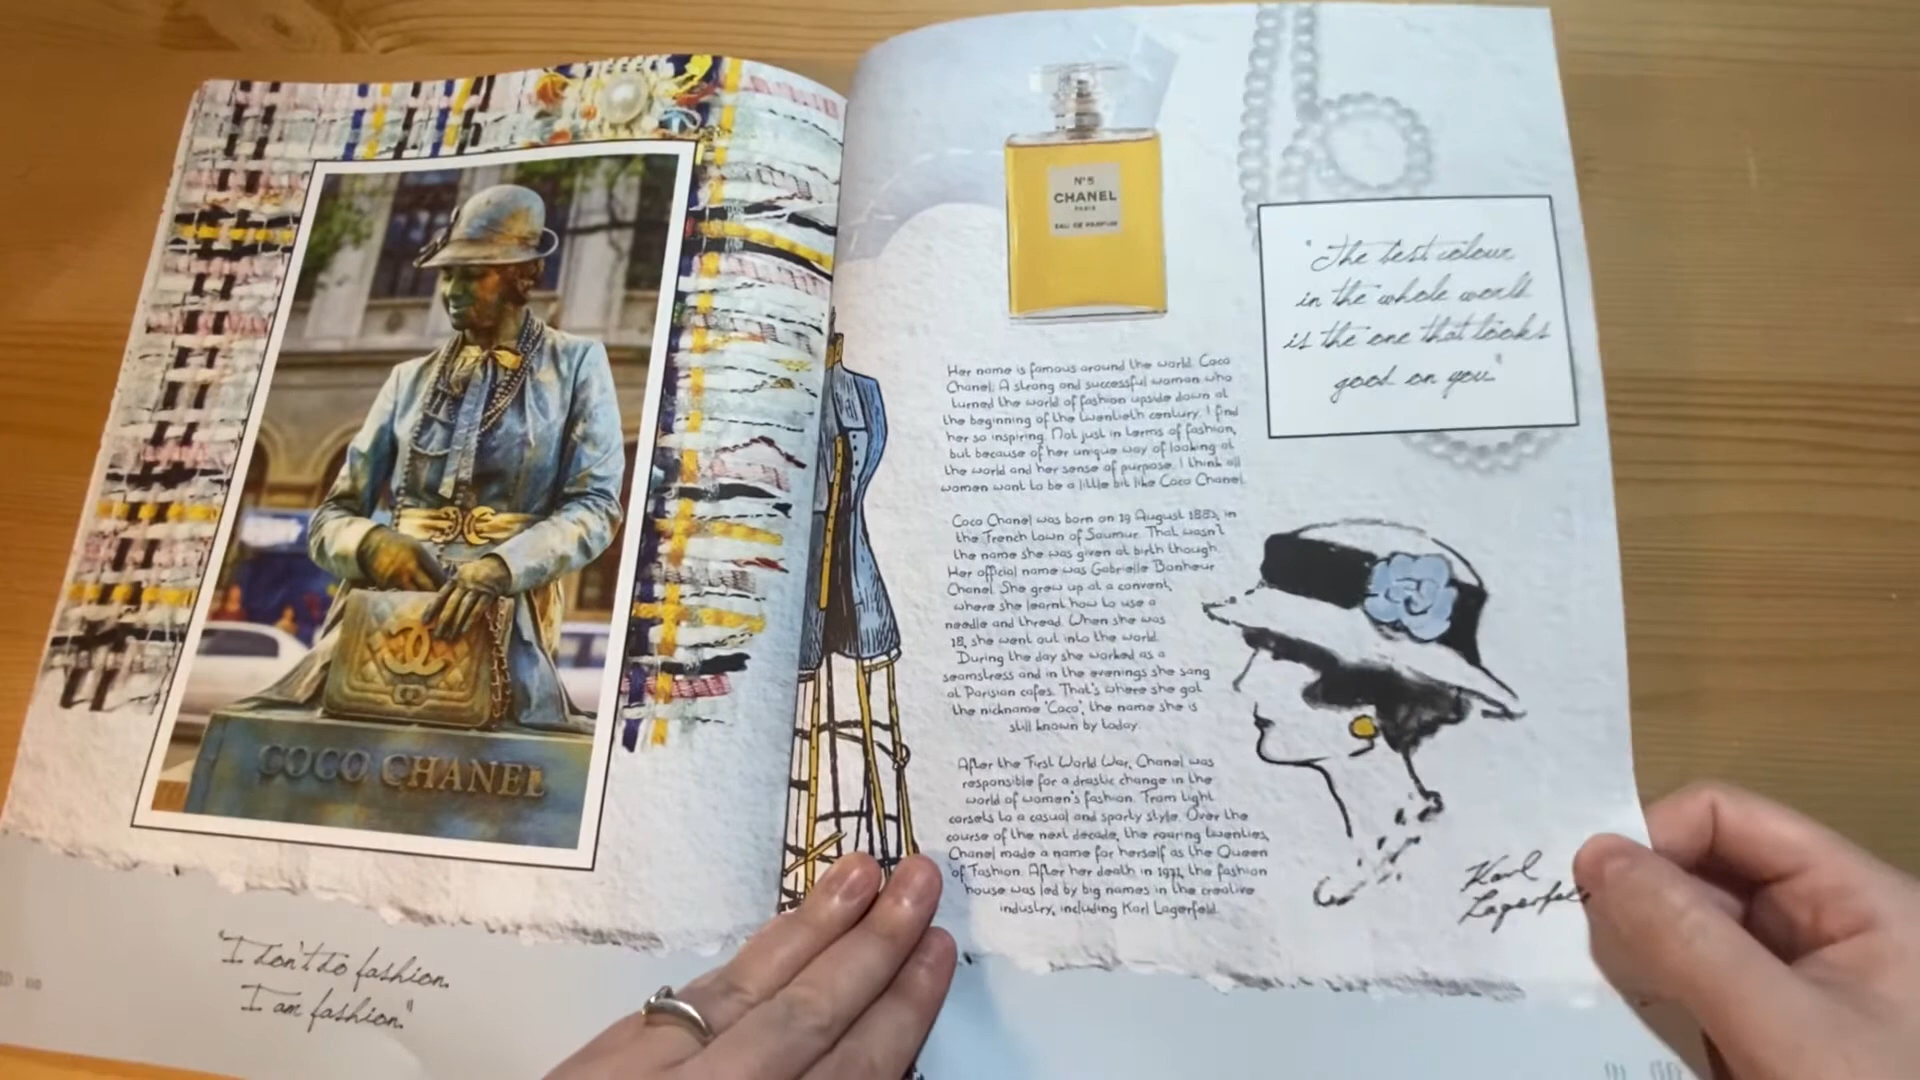 COCO CHANEL
"I don't do fashion.
I am fashion."
N°5
CHANEL
PARIS
EAU DE PARFUM
"The best colour
in the whole world
is the one that looks
good on you"
Her name is famous around the world. Coco
Chanel. A strong and successful woman who
turned the world of fashion upside down at
the beginning of the twentieth century. I find
her so inspiring. Not just in terms of fashion,
but because of her unique way of looking at
the world and her sense of purpose. I think all
women want to be a little bit like Coco Chanel.
Coco Chanel was born on 19 August 1883, in
the French town of Saumur. That wasn't
the name she was given at birth though.
Her official name was Gabrielle Bonheur
Chanel. She grew up at a convent,
where she learnt how to use a
needle and thread. When she was
18, she went out into the world.
During the day she worked as a
seamstress and in the evenings she sang
at Parisian cafes. That's where she got
the nickname 'Coco', the name she is
still known by today.
After the First World War, Chanel was
responsible for a drastic change in the
world of women's fashion. From tight
corsets to a casual and sporty style. Over the
course of the next decade, the roaring twenties,
Chanel made a name for herself as the Queen
of Fashion. After her death in 1971, the fashion
house was led by big names in the creative
industry, including Karl Lagerfeld.
Karl
Lagerfeld